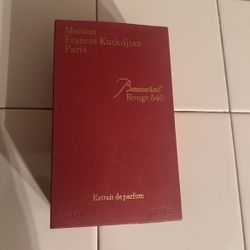 Maison
Francis Kurkdjian
Paris
Baccarat
Rouge 540
Extrait de parfum